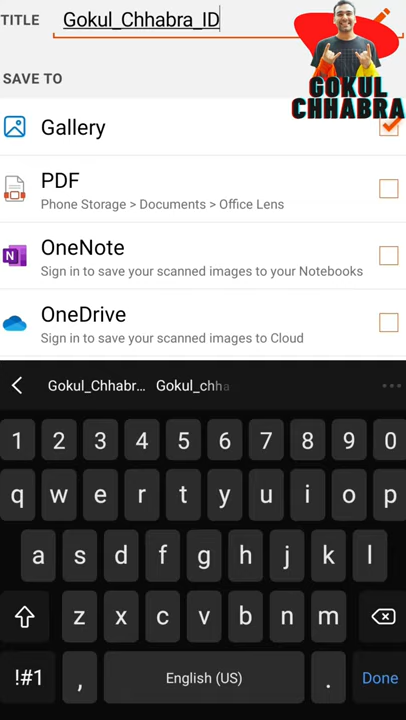 TITLE Gokul_Chhabra_ID
GOKUL
CHHABRA
SAVE TO
Gallery
PDF
Phone Storage > Documents > Office Lens
OneNote
Sign in to save your scanned images to your Notebooks
OneDrive
Sign in to save your scanned images to Cloud
Gokul_Chhabr... Gokul_chha
1 2 3 4 5 6 7 8 9 0
q w e r t y u i o p
a s d f g h j k l
z x c v b n m
!#1 , English (US) . Done